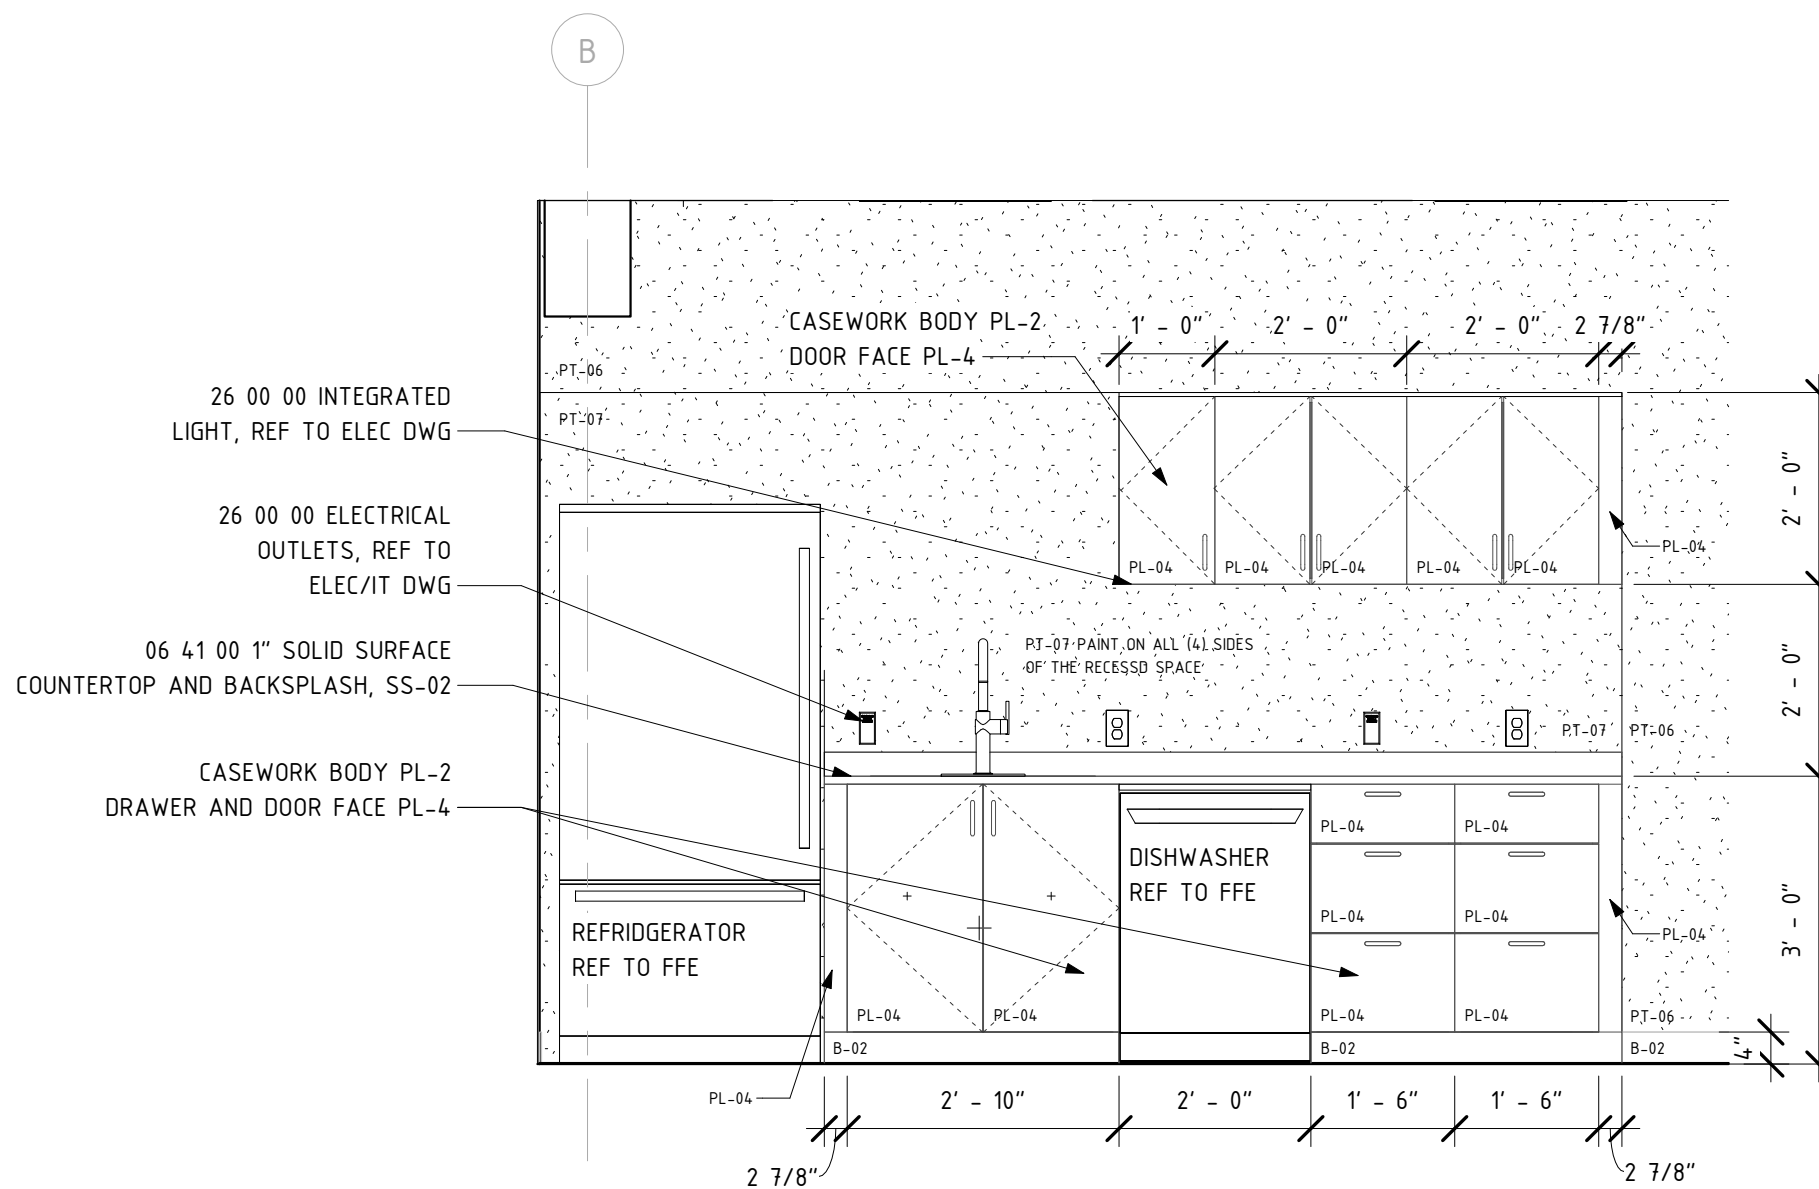 B
CASEWORK BODY PL-2
DOOR FACE PL-4
1' - 0"
2' - 0"
2' - 0"
2 7/8"
PT-06
PT-07
26 00 00 INTEGRATED
LIGHT, REF TO ELEC DWG
26 00 00 ELECTRICAL
OUTLETS, REF TO
ELEC/IT DWG
06 41 00 1" SOLID SURFACE
COUNTERTOP AND BACKSPLASH, SS-02
CASEWORK BODY PL-2
DRAWER AND DOOR FACE PL-4
PL-04
PL-04
PL-04
PL-04
PL-04
PL-04
2' - 0"
PT-07 PAINT ON ALL (4) SIDES
OF THE RECESSD SPACE
2' - 0"
PT-07
PT-06
REFRIDGERATOR
REF TO FFE
DISHWASHER
REF TO FFE
PL-04
PL-04
PL-04
PL-04
PL-04
3' - 0"
PL-04
PL-04
PL-04
PL-04
PT-06
B-02
B-02
B-02
4"
PL-04
2' - 10"
2' - 0"
1' - 6"
1' - 6"
2 7/8"
2 7/8"